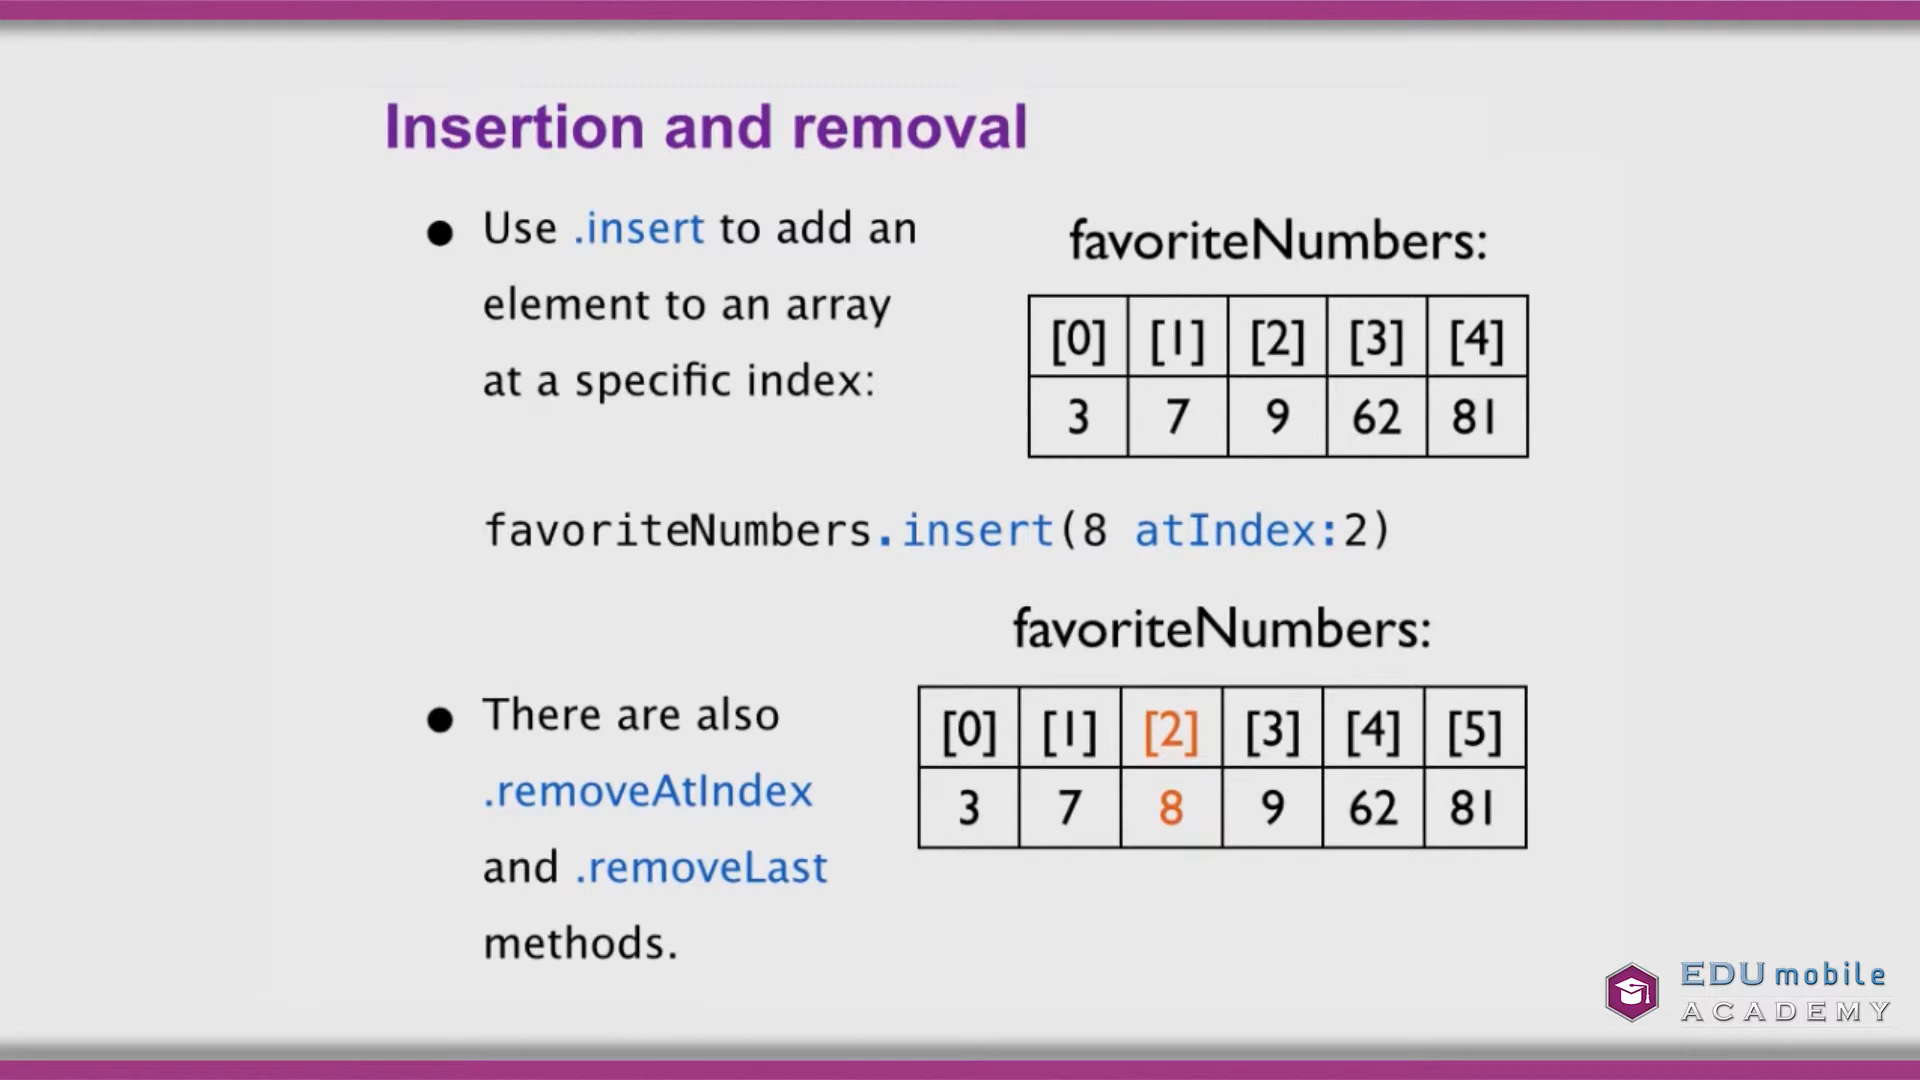 Insertion and removal
● Use .insert to add an
element to an array
at a specific index:
favoriteNumbers:
[0] [1] [2] [3] [4]
3 7 9 62 81
favoriteNumbers.insert(8 atIndex:2)
favoriteNumbers:
[0] [1] [2] [3] [4] [5]
3 7 8 9 62 81
● There are also
.removeAtIndex
and .removeLast
methods.
EDUmobile
ACADEMY